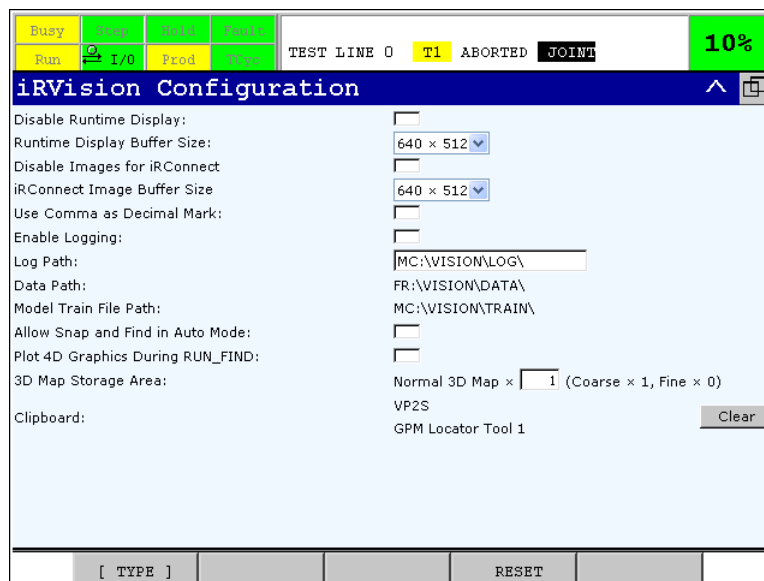 Busy Step Hold Fault
Run I/O Prod TCyc
TEST LINE 0 T1 ABORTED JOINT
10%
iRVision Configuration
Disable Runtime Display:
Runtime Display Buffer Size: 640 × 512
Disable Images for iRConnect
iRConnect Image Buffer Size 640 × 512
Use Comma as Decimal Mark:
Enable Logging:
Log Path: MC:\VISION\LOG\
Data Path: FR:\VISION\DATA\
Model Train File Path: MC:\VISION\TRAIN\
Allow Snap and Find in Auto Mode:
Plot 4D Graphics During RUN_FIND:
3D Map Storage Area: Normal 3D Map × 1 (Coarse × 1, Fine × 0)
Clipboard: VP2S
GPM Locator Tool 1
Clear
[ TYPE ] RESET